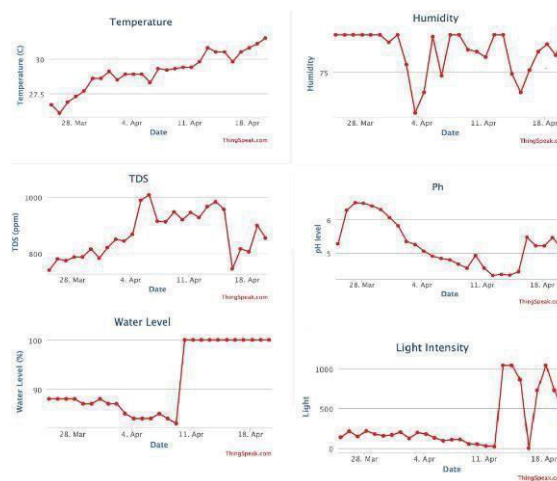 Temperature
Temperature (C)
30
27.5
28. Mar
4. Apr
11. Apr
18. Apr
Date
ThingSpeak.com
Humidity
Humidity
75
28. Mar
4. Apr
11. Apr
18. Apr
Date
ThingSpeak.com
TDS
TDS (ppm)
1000
800
28. Mar
4. Apr
11. Apr
18. Apr
Date
ThingSpeak.com
Ph
pH level
6
5
28. Mar
4. Apr
11. Apr
18. Apr
Date
ThingSpeak.com
Water Level
Water Level (%)
100
90
28. Mar
4. Apr
11. Apr
18. Apr
Date
ThingSpeak.com
Light Intensity
Light
1000
500
0
28. Mar
4. Apr
11. Apr
18. Apr
Date
ThingSpeak.com